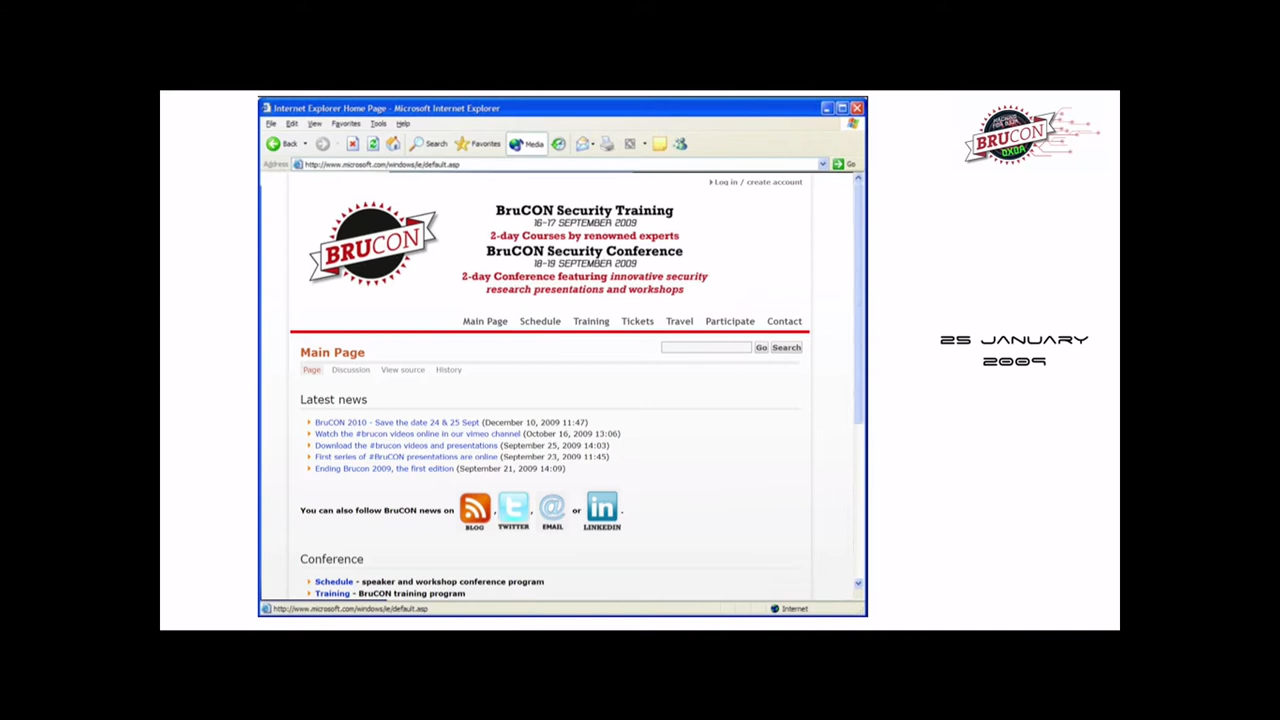 Internet Explorer Home Page - Microsoft Internet Explorer
File Edit View Favorites Tools Help
Back Search Favorites Media
Address http://www.microsoft.com/windows/ie/default.asp Go
Log in / create account
BRUCON
BruCON Security Training
16-17 SEPTEMBER 2009
2-day Courses by renowned experts
BruCON Security Conference
18-19 SEPTEMBER 2009
2-day Conference featuring innovative security
research presentations and workshops
Main Page Schedule Training Tickets Travel Participate Contact
Go Search
Main Page
Page Discussion View source History
Latest news
BruCON 2010 - Save the date 24 & 25 Sept (December 10, 2009 11:47)
Watch the #brucon videos online in our vimeo channel (October 16, 2009 13:06)
Download the #brucon videos and presentations (September 25, 2009 14:03)
First series of #BruCON presentations are online (September 23, 2009 11:45)
Ending Brucon 2009, the first edition (September 21, 2009 14:09)
You can also follow BruCON news on BLOG , TWITTER , EMAIL or LINKEDIN .
Conference
Schedule - speaker and workshop conference program
Training - BruCON training program
http://www.microsoft.com/windows/ie/default.asp Internet
BRUCON
0X0A
25 JANUARY
2009